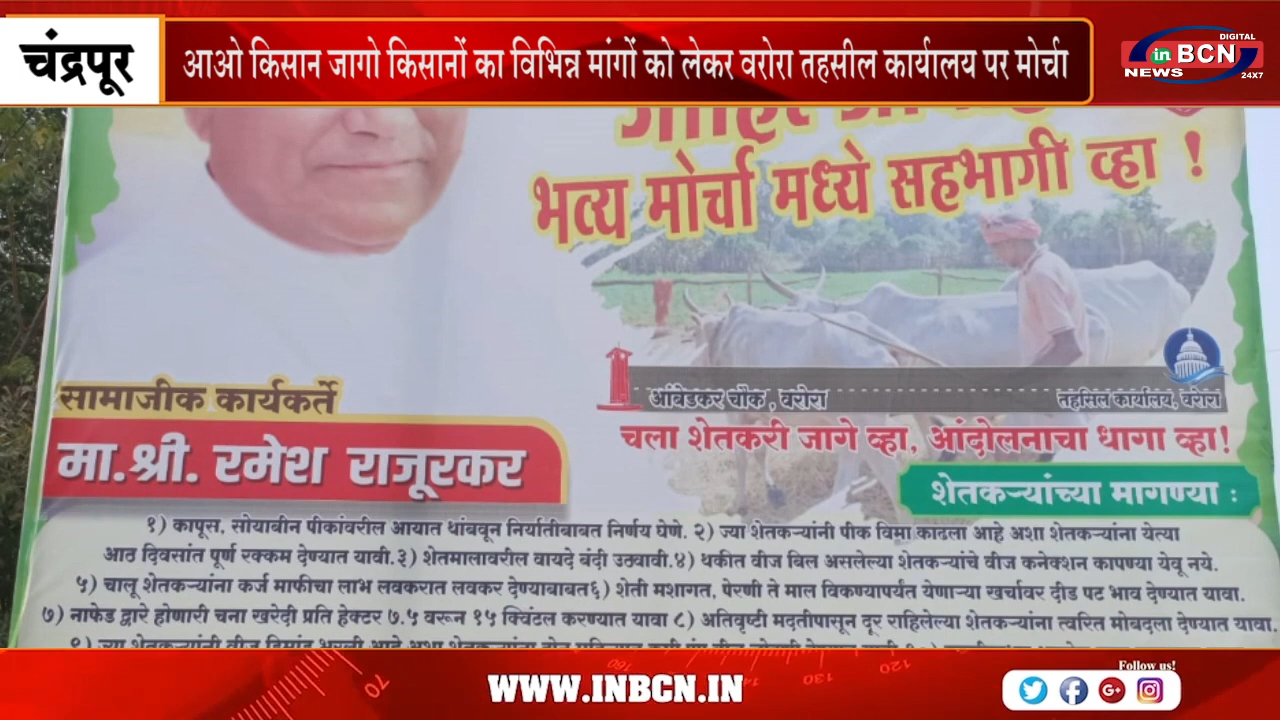 चंद्रपूर
आओ किसान जागो किसानों का विभिन्न मांगों को लेकर वरोरा तहसील कार्यालय पर मोर्चा
DIGITAL
in BCN
NEWS 24X7
भव्य मोर्चा मध्ये सहभागी व्हा !
आंबेडकर चौक, वरोरा
तहसिल कार्यालय, वरोरा
सामाजीक कार्यकर्ते
मा.श्री. रमेश राजूरकर
चला शेतकरी जागे व्हा, आंदोलनाचा धागा व्हा!
शेतकऱ्यांच्या मागण्या :
१) कापूस, सोयाबीन पीकांवरील आयात थांबवून निर्यातीबाबत निर्णय घेणे. २) ज्या शेतकऱ्यांनी पीक विमा काढला आहे अशा शेतकऱ्यांना येत्या
आठ दिवसांत पूर्ण रक्कम देण्यात यावी.३) शेतमालावरील वायदे बंदी उठवावी.४) थकीत वीज बिल असलेल्या शेतकऱ्यांचे वीज कनेक्शन कापण्या येवू नये.
५) चालू शेतकऱ्यांना कर्ज माफीचा लाभ लवकरात लवकर देण्याबाबत६) शेती मशागत, पेरणी ते माल विकण्यापर्यंत येणाऱ्या खर्चावर दीड पट भाव देण्यात यावा.
७) नाफेड द्वारे होणारी चना खरेदी प्रति हेक्टर ७.५ वरून १५ क्विंटल करण्यात यावा ८) अतिवृष्टी मदतीपासून दूर राहिलेल्या शेतकऱ्यांना त्वरित मोबदला देण्यात यावा.
WWW.INBCN.IN
Follow us!